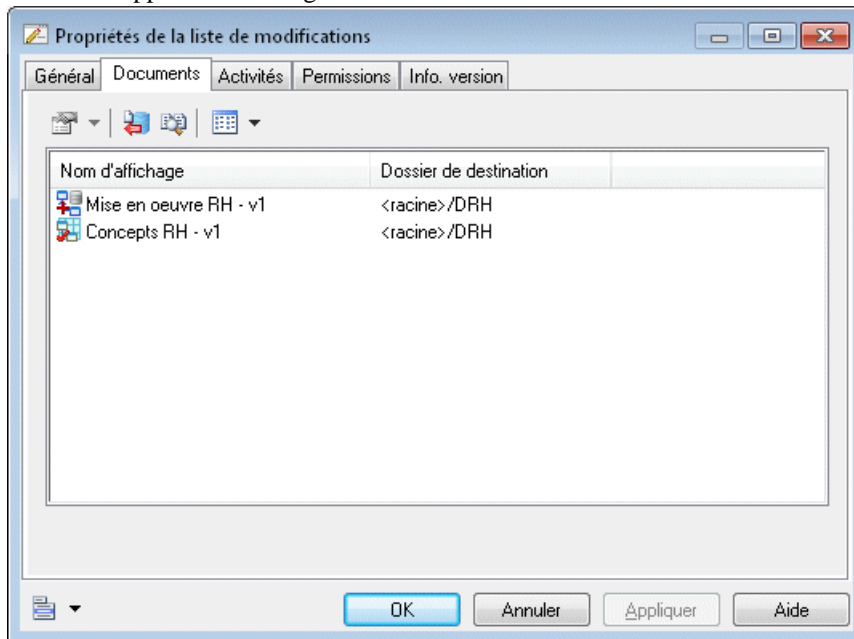 Propriétés de la liste de modifications
Général Documents Activités Permissions Info. version
Nom d'affichage Dossier de destination
Mise en oeuvre RH - v1 <racine>/DRH
Concepts RH - v1 <racine>/DRH
OK Annuler Appliquer Aide